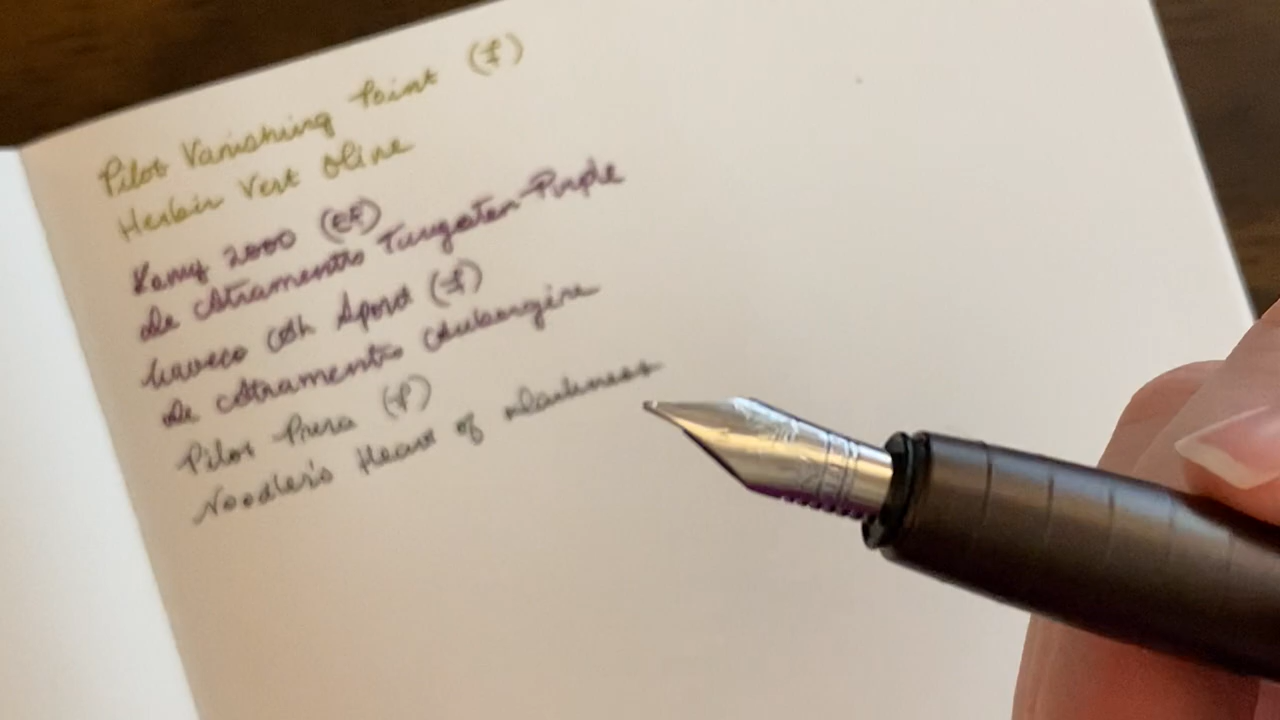 Pilot Vanishing Point (f)
Herbin Vert Olive
Lamy 2000 (EF)
De Atramentis Tungsten-Purple
Kaweco Ash Sport (f)
De Atramentis Aubergine
Pilot Prera (f)
Noodler's Heart of Darkness